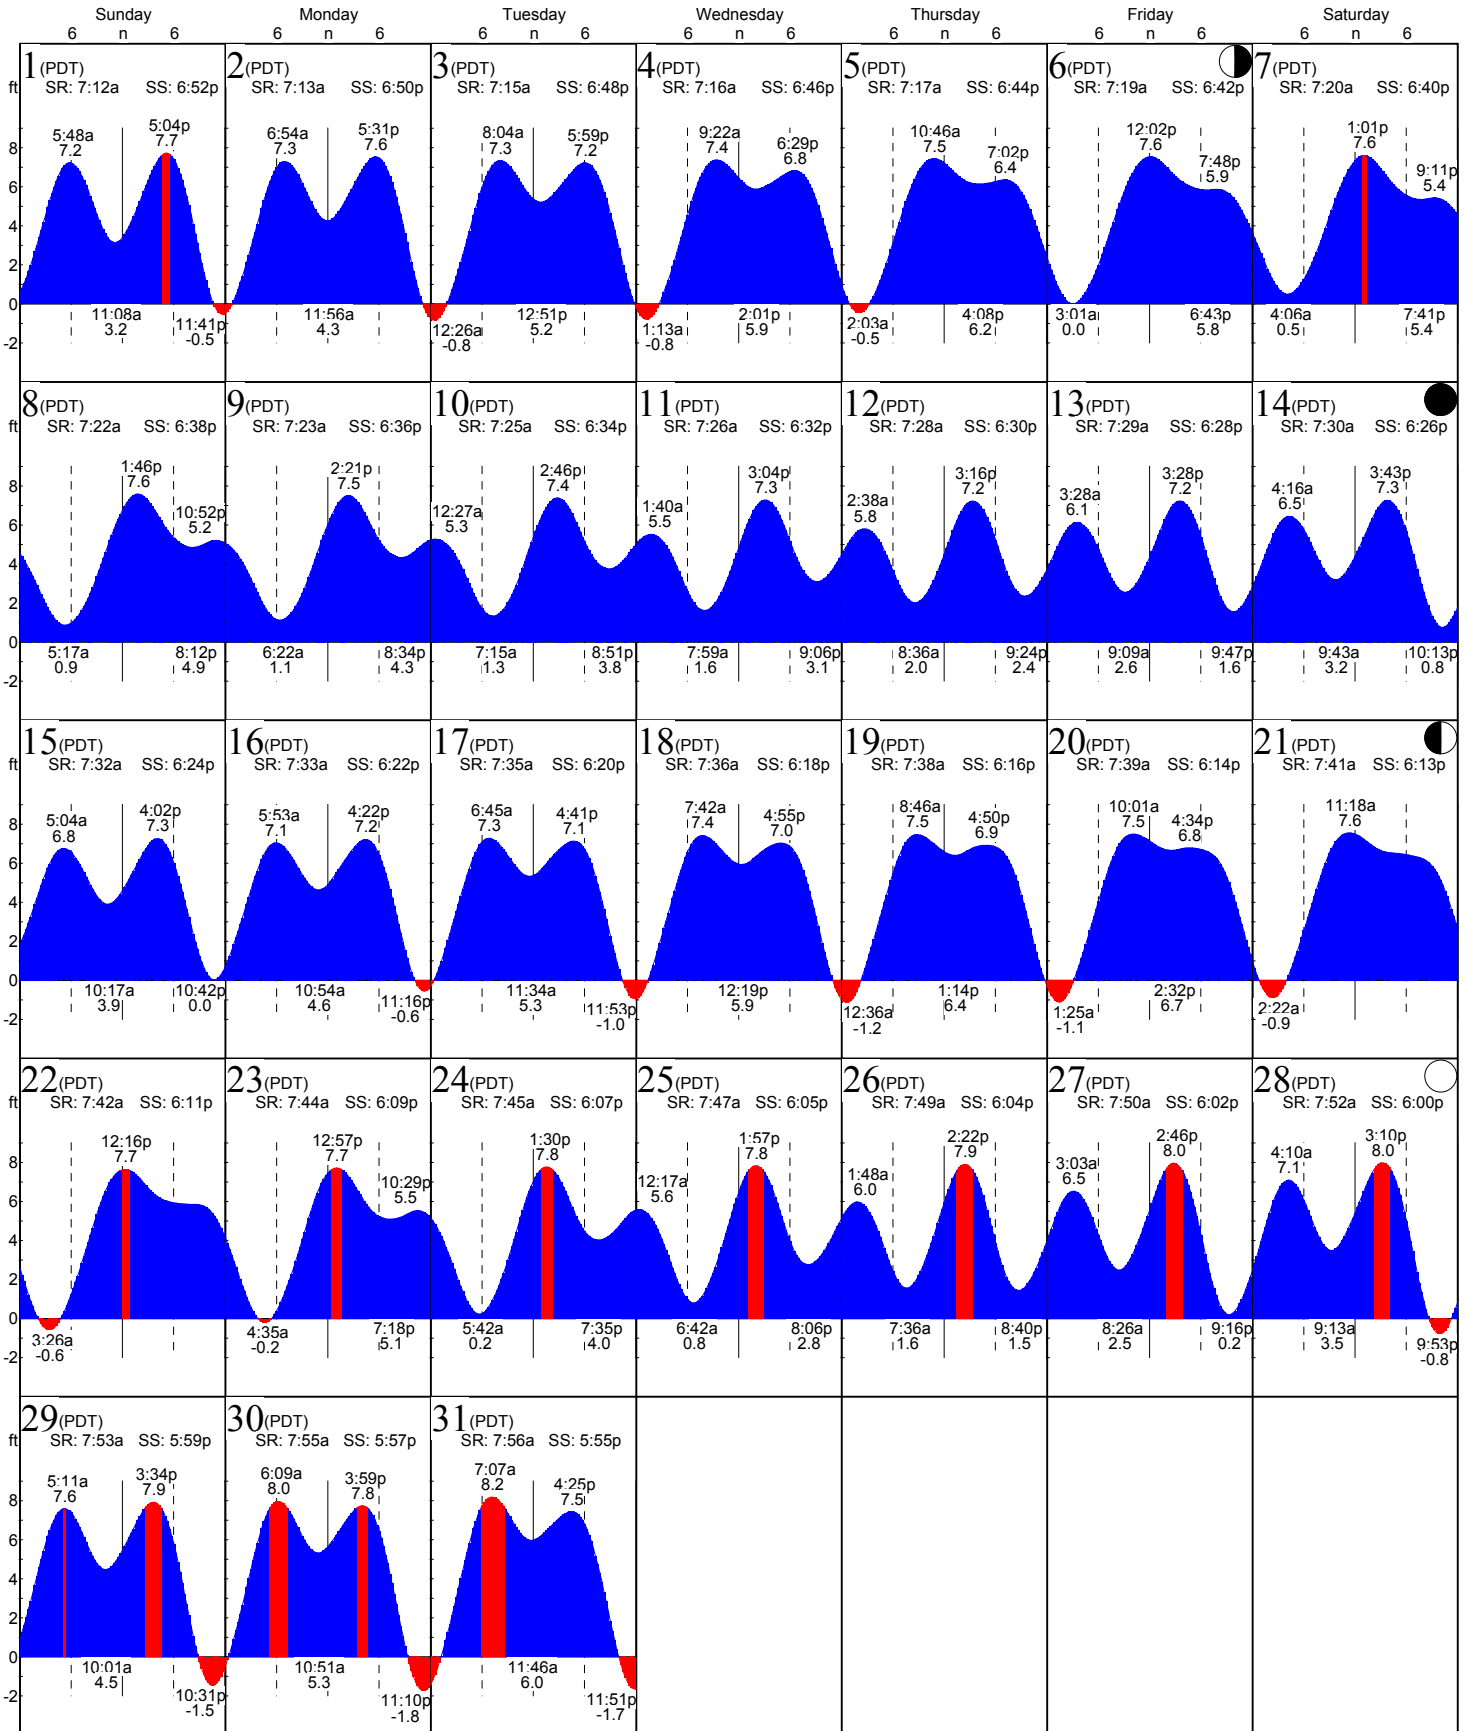 Sunday Monday Tuesday Wednesday Thursday Friday Saturday
6 n 6 6 n 6 6 n 6 6 n 6 6 n 6 6 n 6 6 n 6
1(PDT) 2(PDT) 3(PDT) 4(PDT) 5(PDT) 6(PDT) 7(PDT)
ft SR: 7:12a SS: 6:52p SR: 7:13a SS: 6:50p SR: 7:15a SS: 6:48p SR: 7:16a SS: 6:46p SR: 7:17a SS: 6:44p SR: 7:19a SS: 6:42p SR: 7:20a SS: 6:40p
5:48a 5:04p 6:54a 5:31p 8:04a 5:59p 9:22a 6:29p 10:46a 7:02p 12:02p 7:48p 1:01p 9:11p
7.2 7.7 7.3 7.6 7.3 7.2 7.4 6.8 7.5 6.4 7.6 5.9 7.6 5.4
8
6
4
2
0
-2
11:08a 11:41p 11:56a 12:26a 12:51p 1:13a 2:01p 2:03a 4:08p 3:01a 6:43p 4:06a 7:41p
3.2 -0.5 4.3 -0.8 5.2 -0.8 5.9 -0.5 6.2 0.0 5.8 0.5 5.4
8(PDT) 9(PDT) 10(PDT) 11(PDT) 12(PDT) 13(PDT) 14(PDT)
ft SR: 7:22a SS: 6:38p SR: 7:23a SS: 6:36p SR: 7:25a SS: 6:34p SR: 7:26a SS: 6:32p SR: 7:28a SS: 6:30p SR: 7:29a SS: 6:28p SR: 7:30a SS: 6:26p
1:46p 10:52p 2:21p 12:27a 2:46p 1:40a 3:04p 2:38a 3:16p 3:28a 3:28p 4:16a 3:43p
7.6 5.2 7.5 5.3 7.4 5.5 7.3 5.8 7.2 6.1 7.2 6.5 7.3
8
6
4
2
0
-2
5:17a 8:12p 6:22a 8:34p 7:15a 8:51p 7:59a 9:06p 8:36a 9:24p 9:09a 9:47p 9:43a 10:13p
0.9 4.9 1.1 4.3 1.3 3.8 1.6 3.1 2.0 2.4 2.6 1.6 3.2 0.8
15(PDT) 16(PDT) 17(PDT) 18(PDT) 19(PDT) 20(PDT) 21(PDT)
ft SR: 7:32a SS: 6:24p SR: 7:33a SS: 6:22p SR: 7:35a SS: 6:20p SR: 7:36a SS: 6:18p SR: 7:38a SS: 6:16p SR: 7:39a SS: 6:14p SR: 7:41a SS: 6:13p
5:04a 4:02p 5:53a 4:22p 6:45a 4:41p 7:42a 4:55p 8:46a 4:50p 10:01a 4:34p 11:18a
6.8 7.3 7.1 7.2 7.3 7.1 7.4 7.0 7.5 6.9 7.5 6.8 7.6
8
6
4
2
0
-2
10:17a 10:42p 10:54a 11:16p 11:34a 11:53p 12:19p 12:36a 1:14p 1:25a 2:32p 2:22a
3.9 0.0 4.6 -0.6 5.3 -1.0 5.9 -1.2 6.4 -1.1 6.7 -0.9
22(PDT) 23(PDT) 24(PDT) 25(PDT) 26(PDT) 27(PDT) 28(PDT)
ft SR: 7:42a SS: 6:11p SR: 7:44a SS: 6:09p SR: 7:45a SS: 6:07p SR: 7:47a SS: 6:05p SR: 7:49a SS: 6:04p SR: 7:50a SS: 6:02p SR: 7:52a SS: 6:00p
12:16p 12:57p 10:29p 1:30p 12:17a 1:57p 1:48a 2:22p 3:03a 2:46p 4:10a 3:10p
7.7 7.7 5.5 7.8 5.6 7.8 6.0 7.9 6.5 8.0 7.1 8.0
8
6
4
2
0
-2
3:26a 4:35a 7:18p 5:42a 7:35p 6:42a 8:06p 7:36a 8:40p 8:26a 9:16p 9:13a 9:53p
-0.6 -0.2 5.1 0.2 4.0 0.8 2.8 1.6 1.5 2.5 0.2 3.5 -0.8
29(PDT) 30(PDT) 31(PDT)
ft SR: 7:53a SS: 5:59p SR: 7:55a SS: 5:57p SR: 7:56a SS: 5:55p
5:11a 3:34p 6:09a 3:59p 7:07a 4:25p
7.6 7.9 8.0 7.8 8.2 7.5
8
6
4
2
0
-2
10:01a 10:31p 10:51a 11:10p 11:46a 11:51p
4.5 -1.5 5.3 -1.8 6.0 -1.7